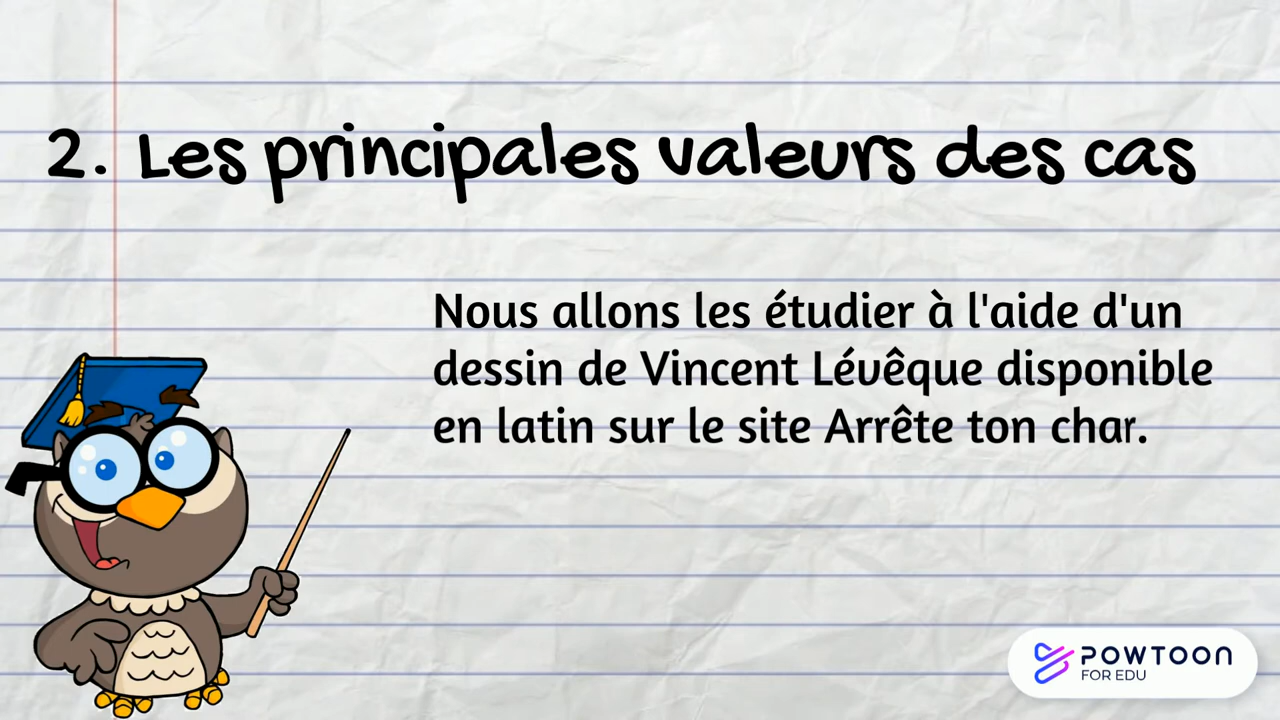 2. Les principales valeurs des cas
Nous allons les étudier à l'aide d'un
dessin de Vincent Lévêque disponible
en latin sur le site Arrête ton char.
POWTOON
FOR EDU